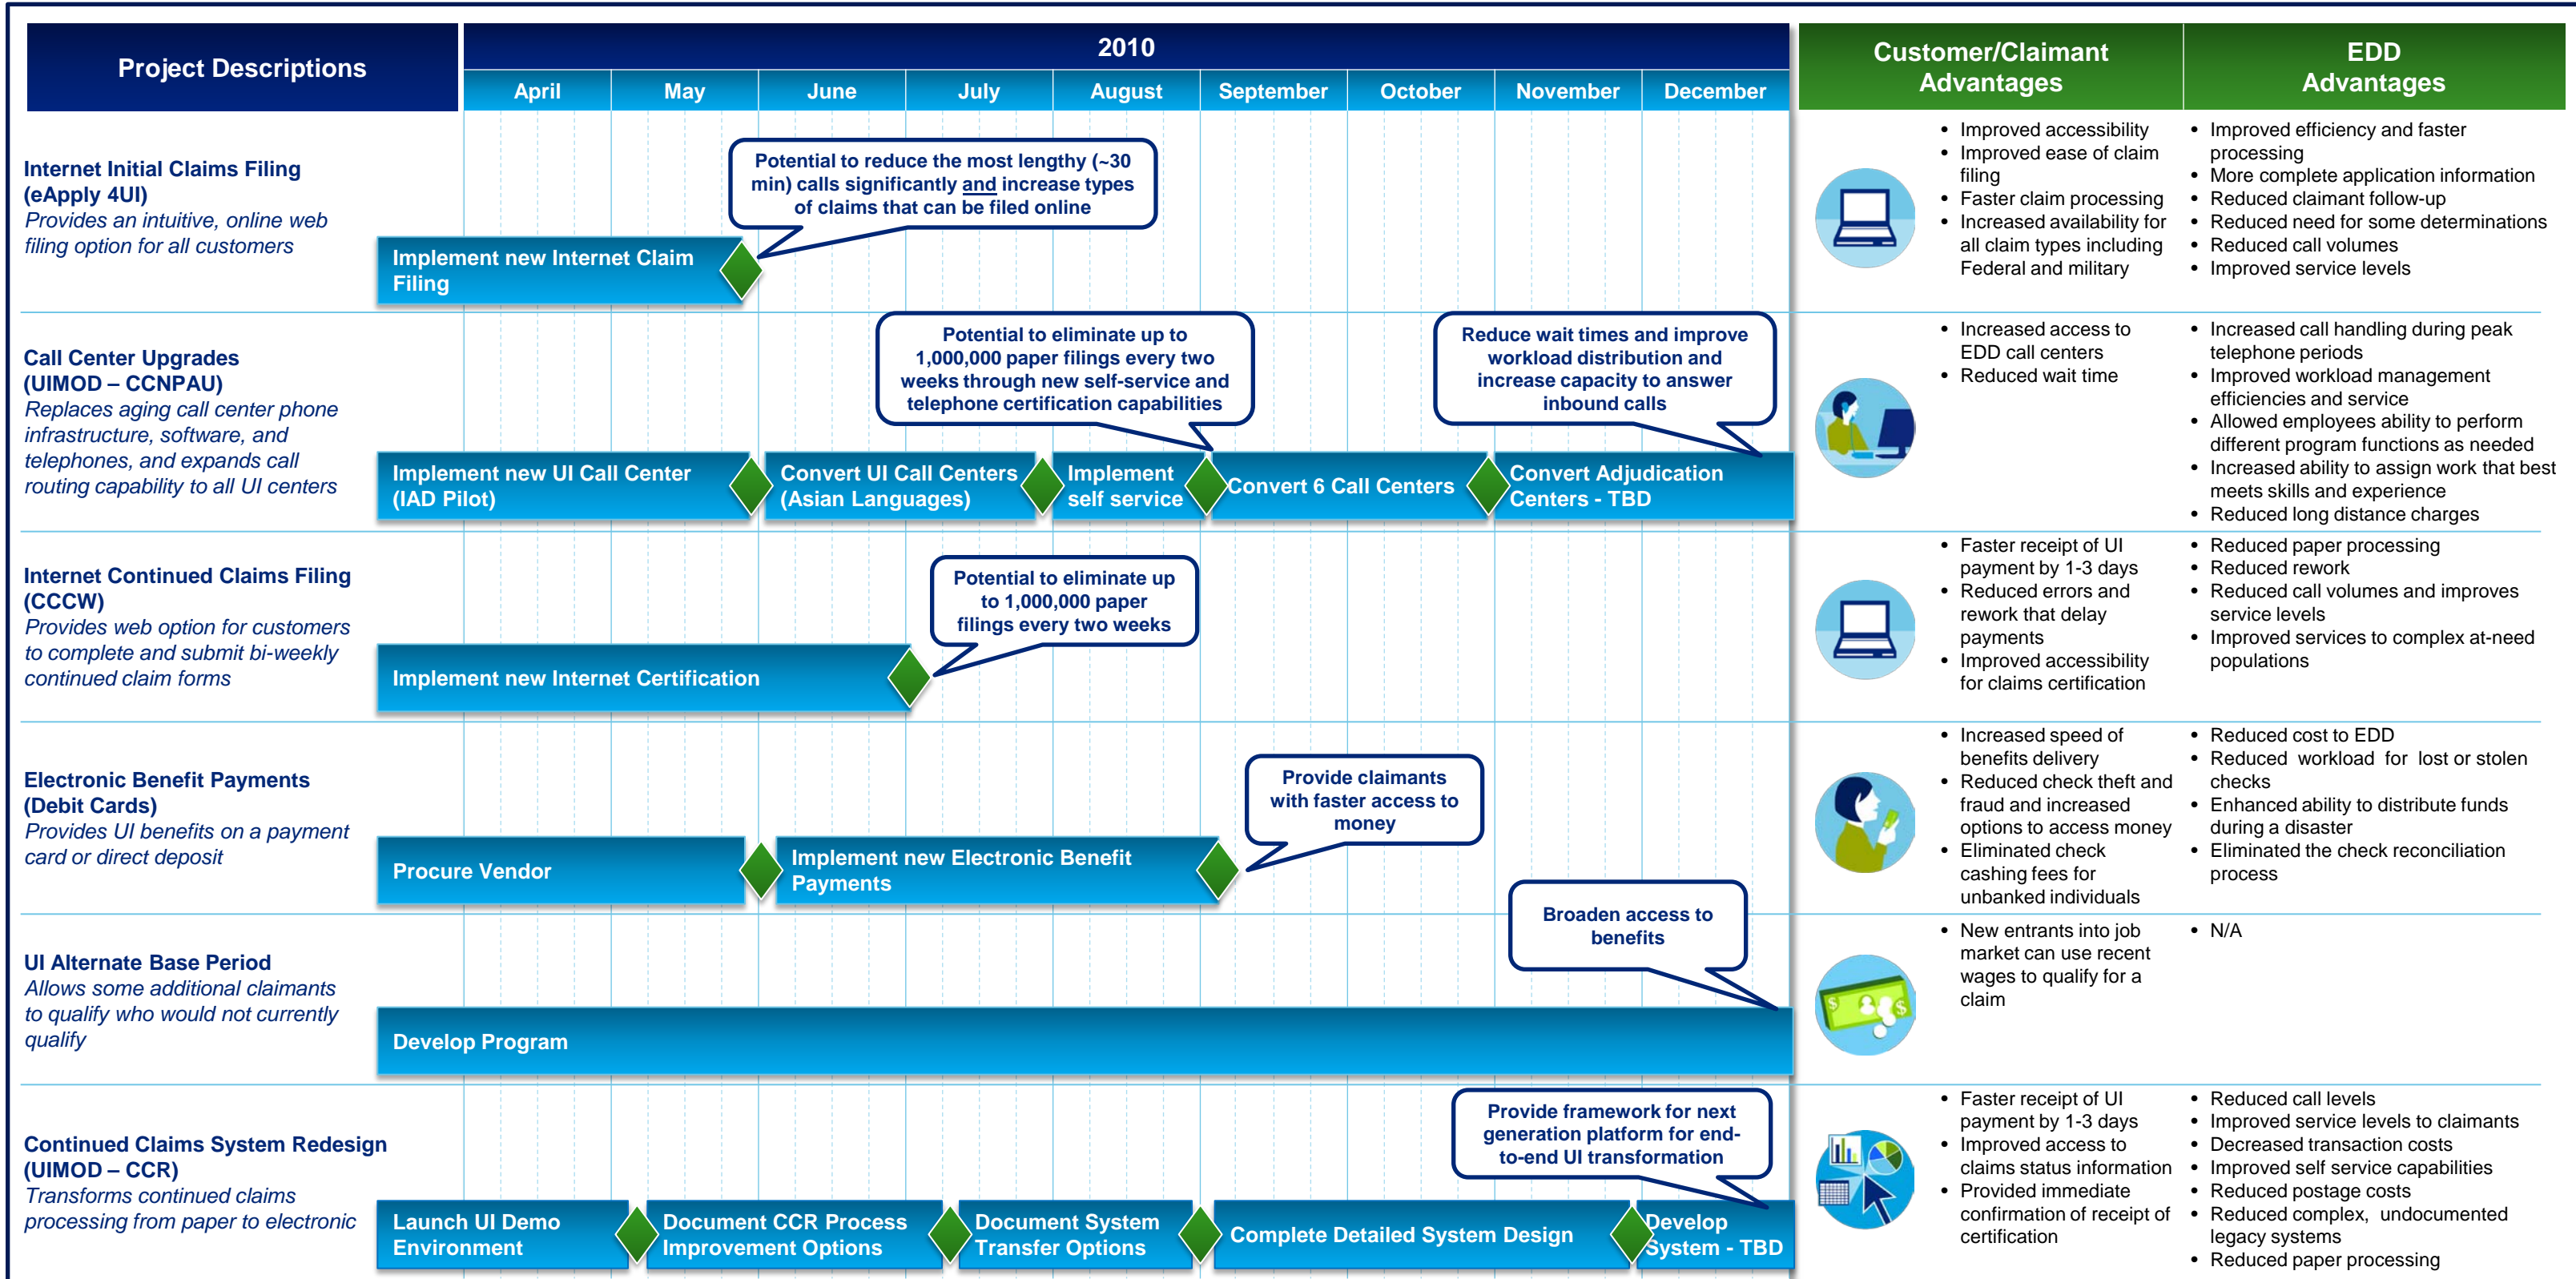 Project Descriptions
2010
April
May
June
July
August
September
October
November
December
Customer/Claimant
Advantages
EDD
Advantages
Internet Initial Claims Filing
(eApply 4UI)
Provides an intuitive, online web
filing option for all customers
Potential to reduce the most lengthy (~30
min) calls significantly and increase types
of claims that can be filed online
Implement new Internet Claim
Filing
• Improved accessibility
• Improved ease of claim
filing
• Faster claim processing
• Increased availability for
all claim types including
Federal and military
• Improved efficiency and faster
processing
• More complete application information
• Reduced claimant follow-up
• Reduced need for some determinations
• Reduced call volumes
• Improved service levels
Call Center Upgrades
(UIMOD – CCNPAU)
Replaces aging call center phone
infrastructure, software, and
telephones, and expands call
routing capability to all UI centers
Potential to eliminate up to
1,000,000 paper filings every two
weeks through new self-service and
telephone certification capabilities
Reduce wait times and improve
workload distribution and
increase capacity to answer
inbound calls
Implement new UI Call Center
(IAD Pilot)
Convert UI Call Centers
(Asian Languages)
Implement
self service
Convert 6 Call Centers
Convert Adjudication
Centers - TBD
• Increased access to
EDD call centers
• Reduced wait time
• Increased call handling during peak
telephone periods
• Improved workload management
efficiencies and service
• Allowed employees ability to perform
different program functions as needed
• Increased ability to assign work that best
meets skills and experience
• Reduced long distance charges
Internet Continued Claims Filing
(CCCW)
Provides web option for customers
to complete and submit bi-weekly
continued claim forms
Potential to eliminate up
to 1,000,000 paper
filings every two weeks
Implement new Internet Certification
• Faster receipt of UI
payment by 1-3 days
• Reduced errors and
rework that delay
payments
• Improved accessibility
for claims certification
• Reduced paper processing
• Reduced rework
• Reduced call volumes and improves
service levels
• Improved services to complex at-need
populations
Electronic Benefit Payments
(Debit Cards)
Provides UI benefits on a payment
card or direct deposit
Provide claimants
with faster access to
money
Procure Vendor
Implement new Electronic Benefit
Payments
• Increased speed of
benefits delivery
• Reduced check theft and
fraud and increased
options to access money
• Eliminated check
cashing fees for
unbanked individuals
• Reduced cost to EDD
• Reduced workload for lost or stolen
checks
• Enhanced ability to distribute funds
during a disaster
• Eliminated the check reconciliation
process
UI Alternate Base Period
Allows some additional claimants
to qualify who would not currently
qualify
Broaden access to
benefits
Develop Program
• New entrants into job
market can use recent
wages to qualify for a
claim
• N/A
Continued Claims System Redesign
(UIMOD – CCR)
Transforms continued claims
processing from paper to electronic
Provide framework for next
generation platform for end-
to-end UI transformation
Launch UI Demo
Environment
Document CCR Process
Improvement Options
Document System
Transfer Options
Complete Detailed System Design
Develop
System - TBD
• Faster receipt of UI
payment by 1-3 days
• Improved access to
claims status information
• Provided immediate
confirmation of receipt of
certification
• Reduced call levels
• Improved service levels to claimants
• Decreased transaction costs
• Improved self service capabilities
• Reduced postage costs
• Reduced complex, undocumented
legacy systems
• Reduced paper processing